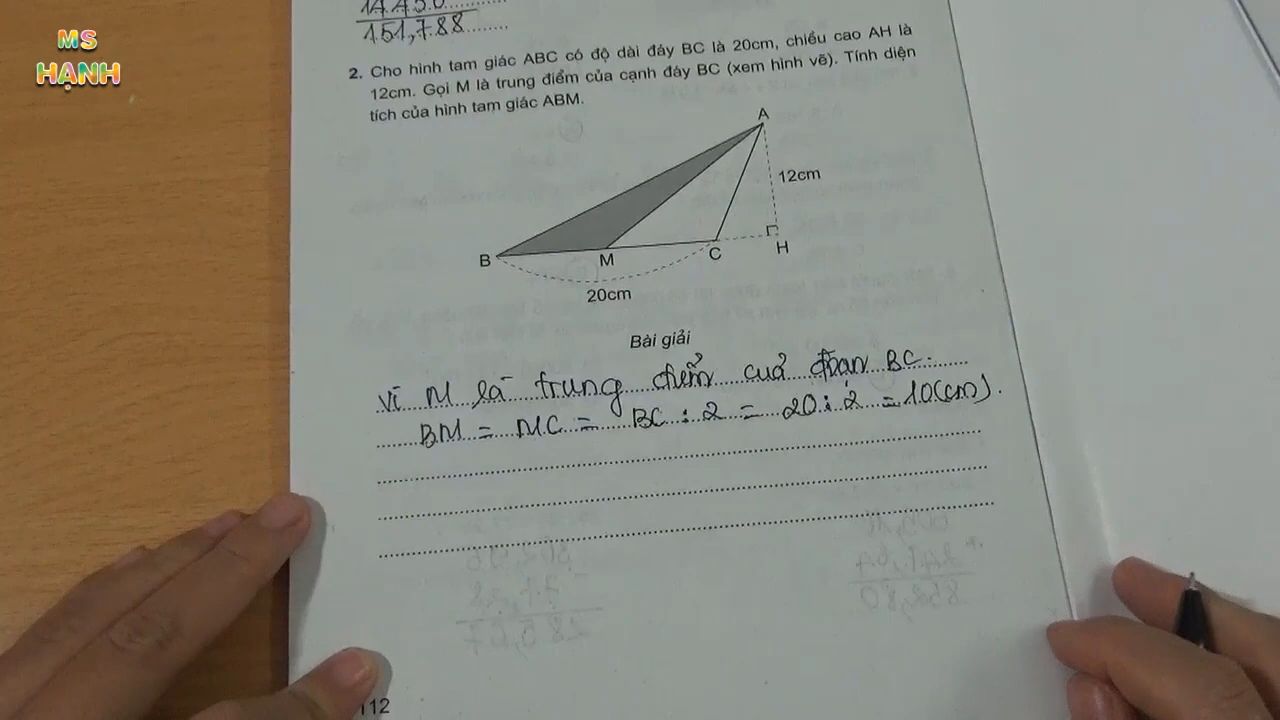 MS
HẠNH
151,788
2. Cho hình tam giác ABC có độ dài đáy BC là 20cm, chiều cao AH là
12cm. Gọi M là trung điểm của cạnh đáy BC (xem hình vẽ). Tính diện
tích của hình tam giác ABM.
A
12cm
B
M
C
H
20cm
Bài giải
Vì M là trung điểm cuả đoạn BC.
BM = MC = BC : 2 = 20 : 2 = 10(cm).
112